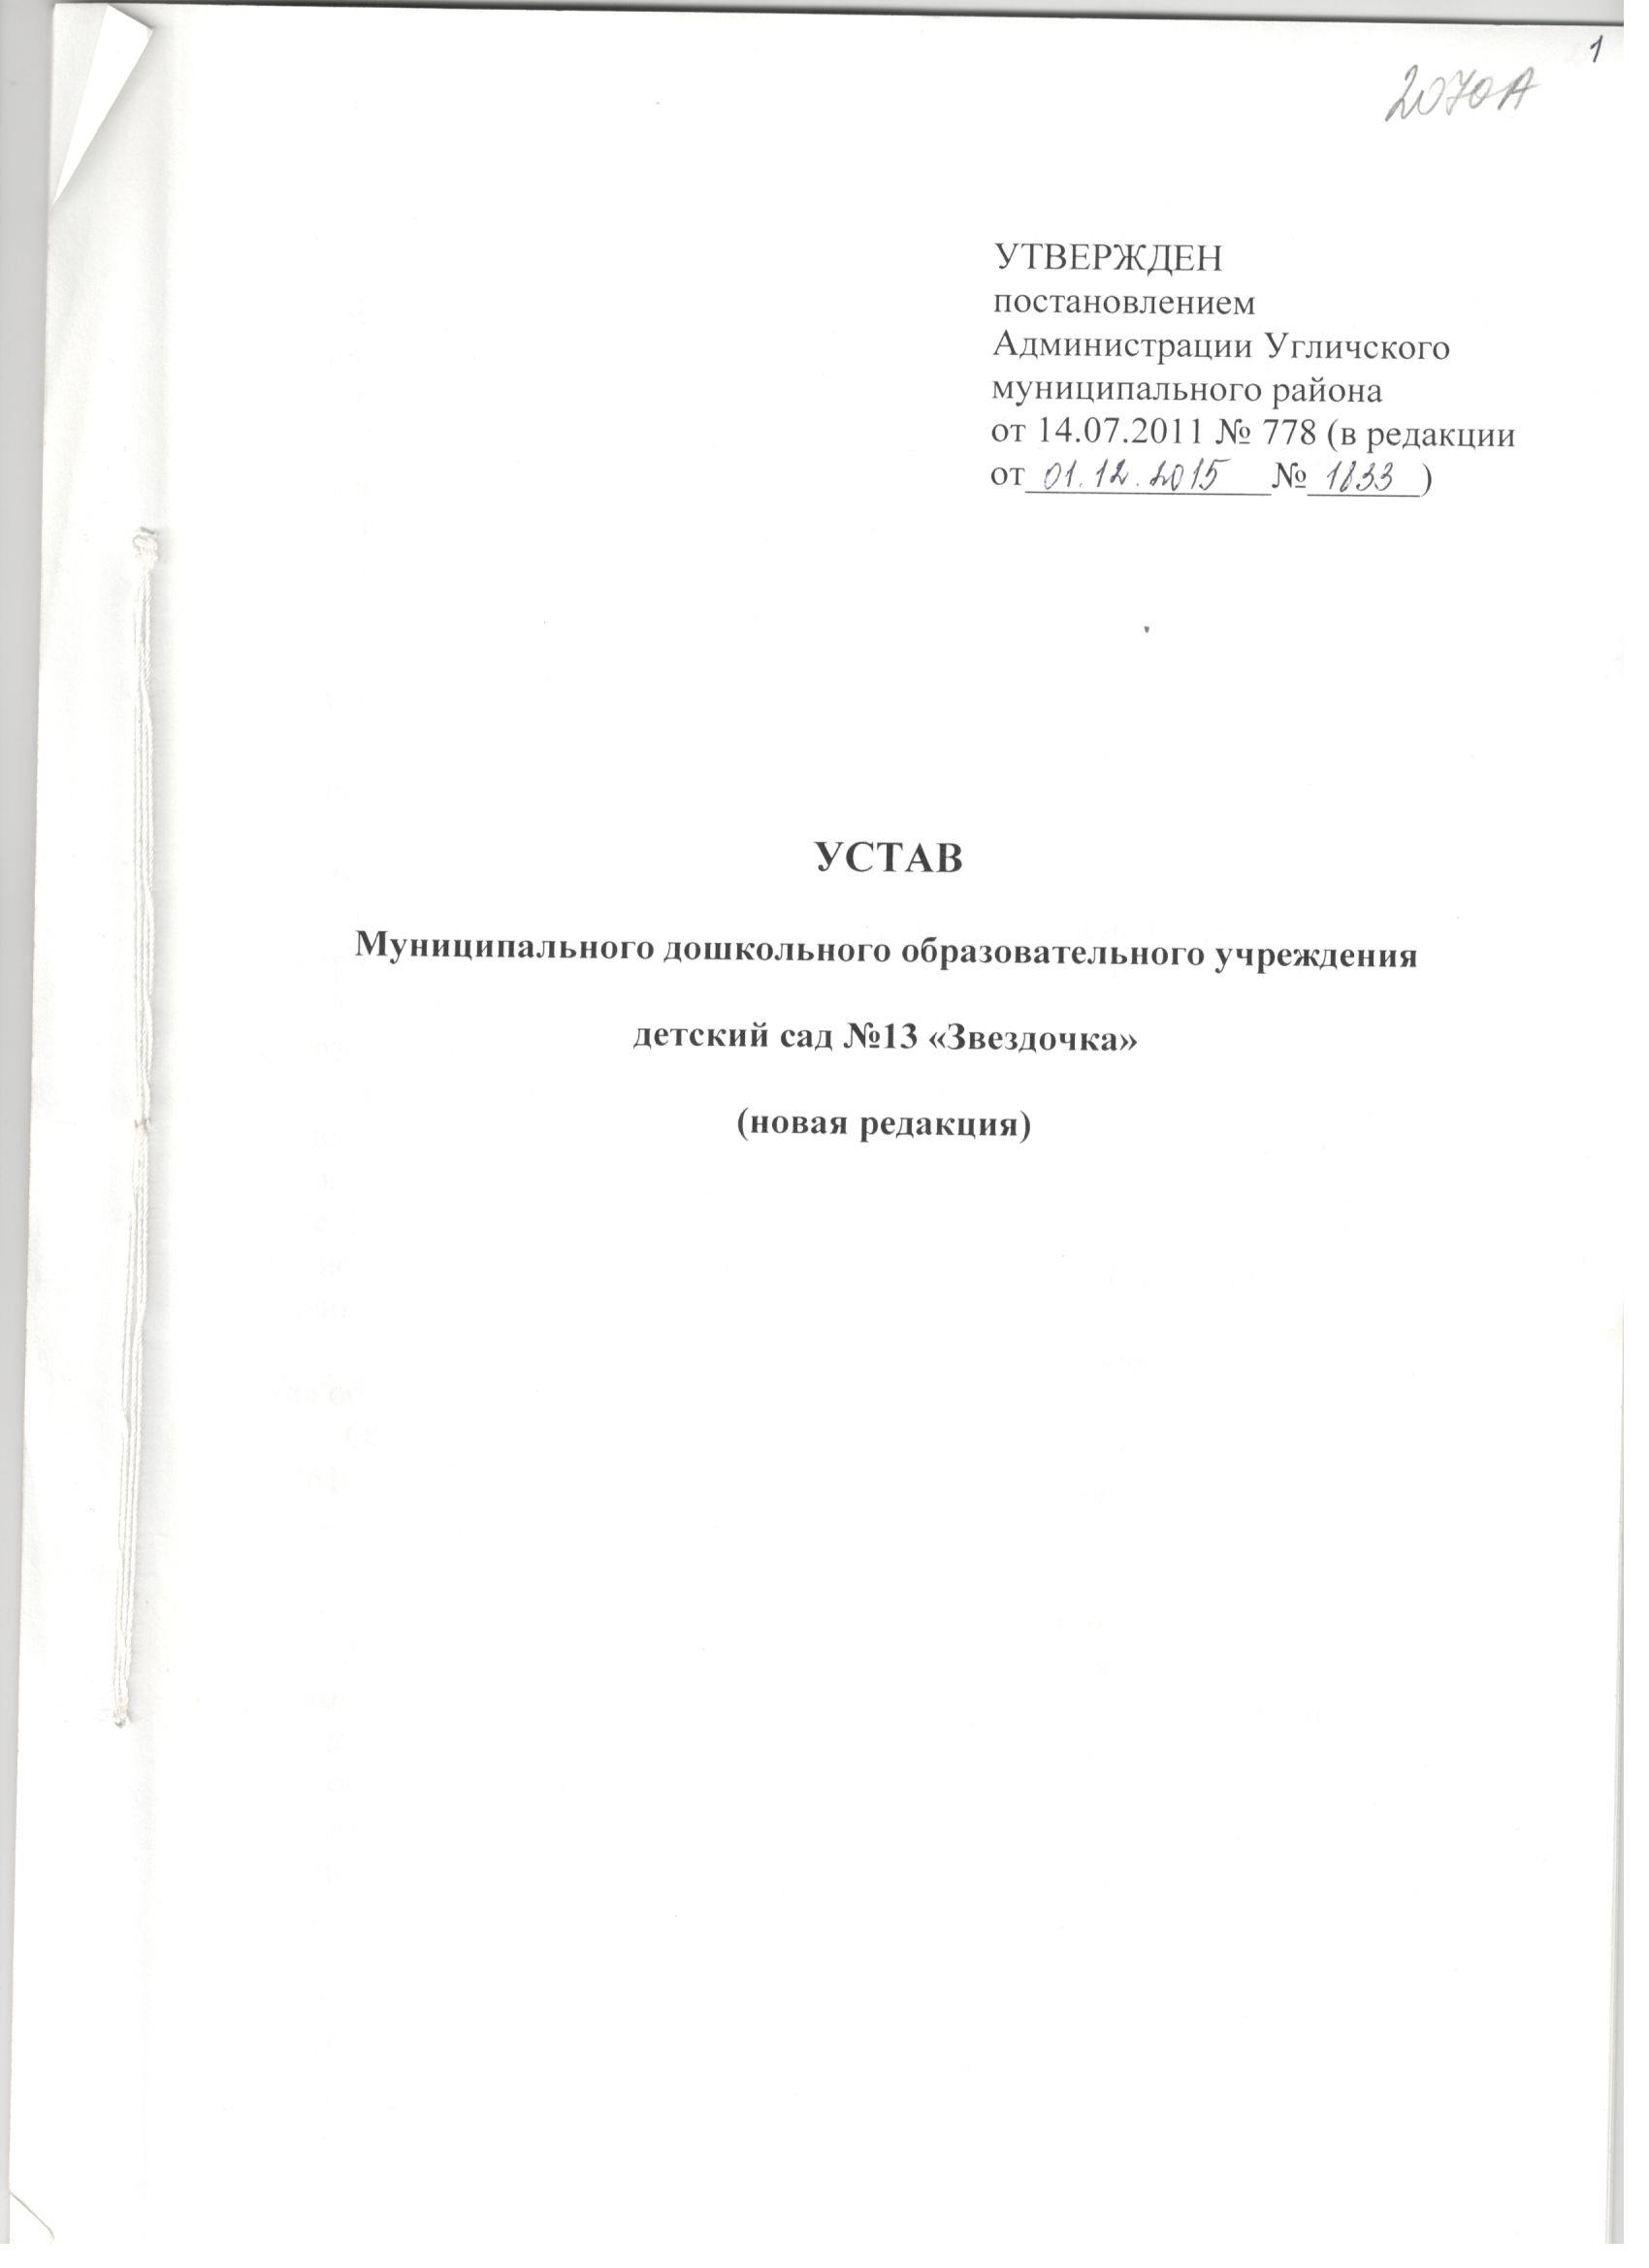 1
2070А
УТВЕРЖДЕН
постановлением
Администрации Угличского
муниципального района
от 14.07.2011 № 778 (в редакции
от 01.12.2015 № 1833 )
УСТАВ
Муниципального дошкольного образовательного учреждения
детский сад №13 «Звездочка»
(новая редакция)